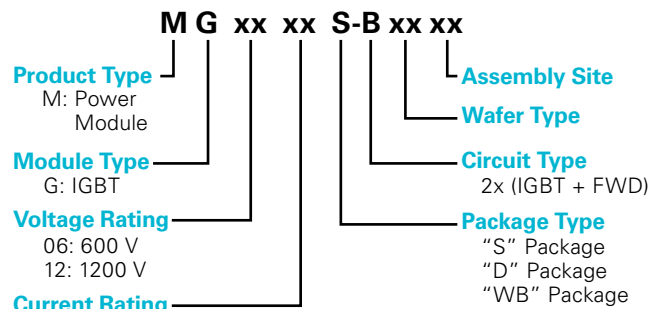 M G xx xx S-B xx xx
Product Type
M: Power
Module
Module Type
G: IGBT
Voltage Rating
06: 600 V
12: 1200 V
Current Rating
Assembly Site
Wafer Type
Circuit Type
2x (IGBT + FWD)
Package Type
“S” Package
“D” Package
“WB” Package